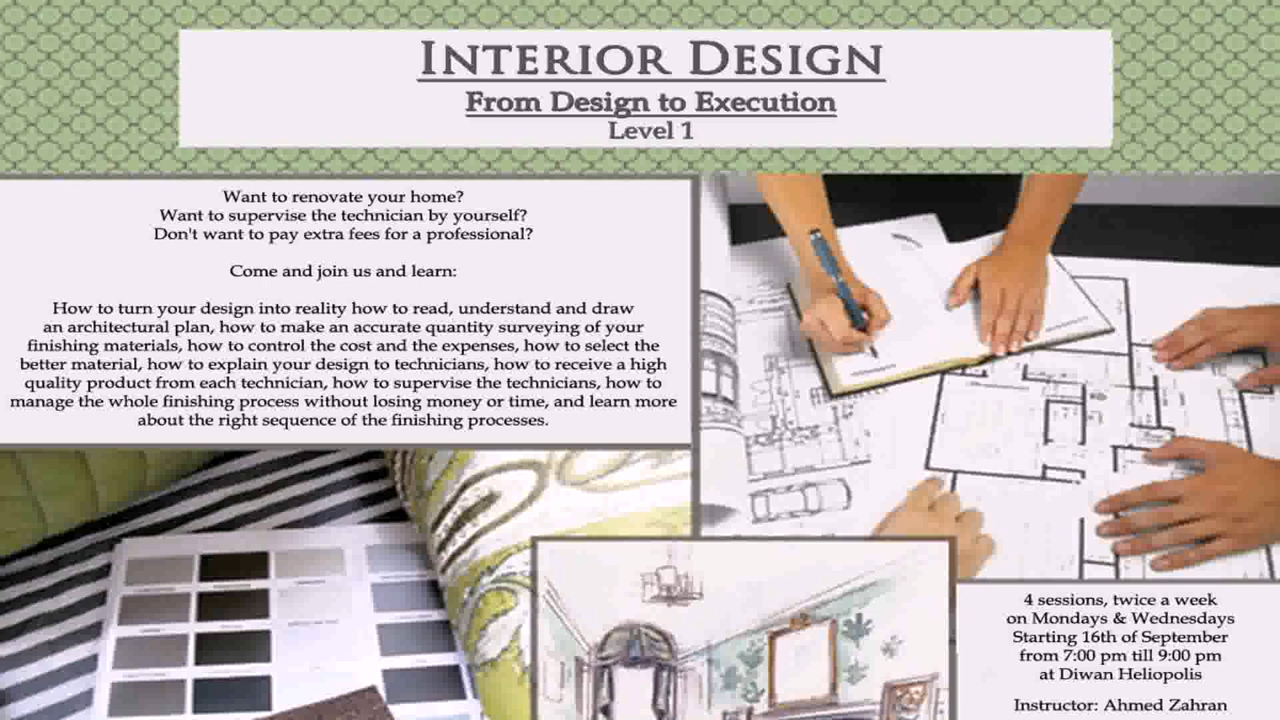 INTERIOR DESIGN
From Design to Execution
Level 1
Want to renovate your home?
Want to supervise the technician by yourself?
Don't want to pay extra fees for a professional?
Come and join us and learn:
How to turn your design into reality how to read, understand and draw
an architectural plan, how to make an accurate quantity surveying of your
finishing materials, how to control the cost and the expenses, how to select the
better material, how to explain your design to technicians, how to receive a high
quality product from each technician, how to supervise the technicians, how to
manage the whole finishing process without losing money or time, and learn more
about the right sequence of the finishing processes.
4 sessions, twice a week
on Mondays & Wednesdays
Starting 16th of September
from 7:00 pm till 9:00 pm
at Diwan Heliopolis
Instructor: Ahmed Zahran